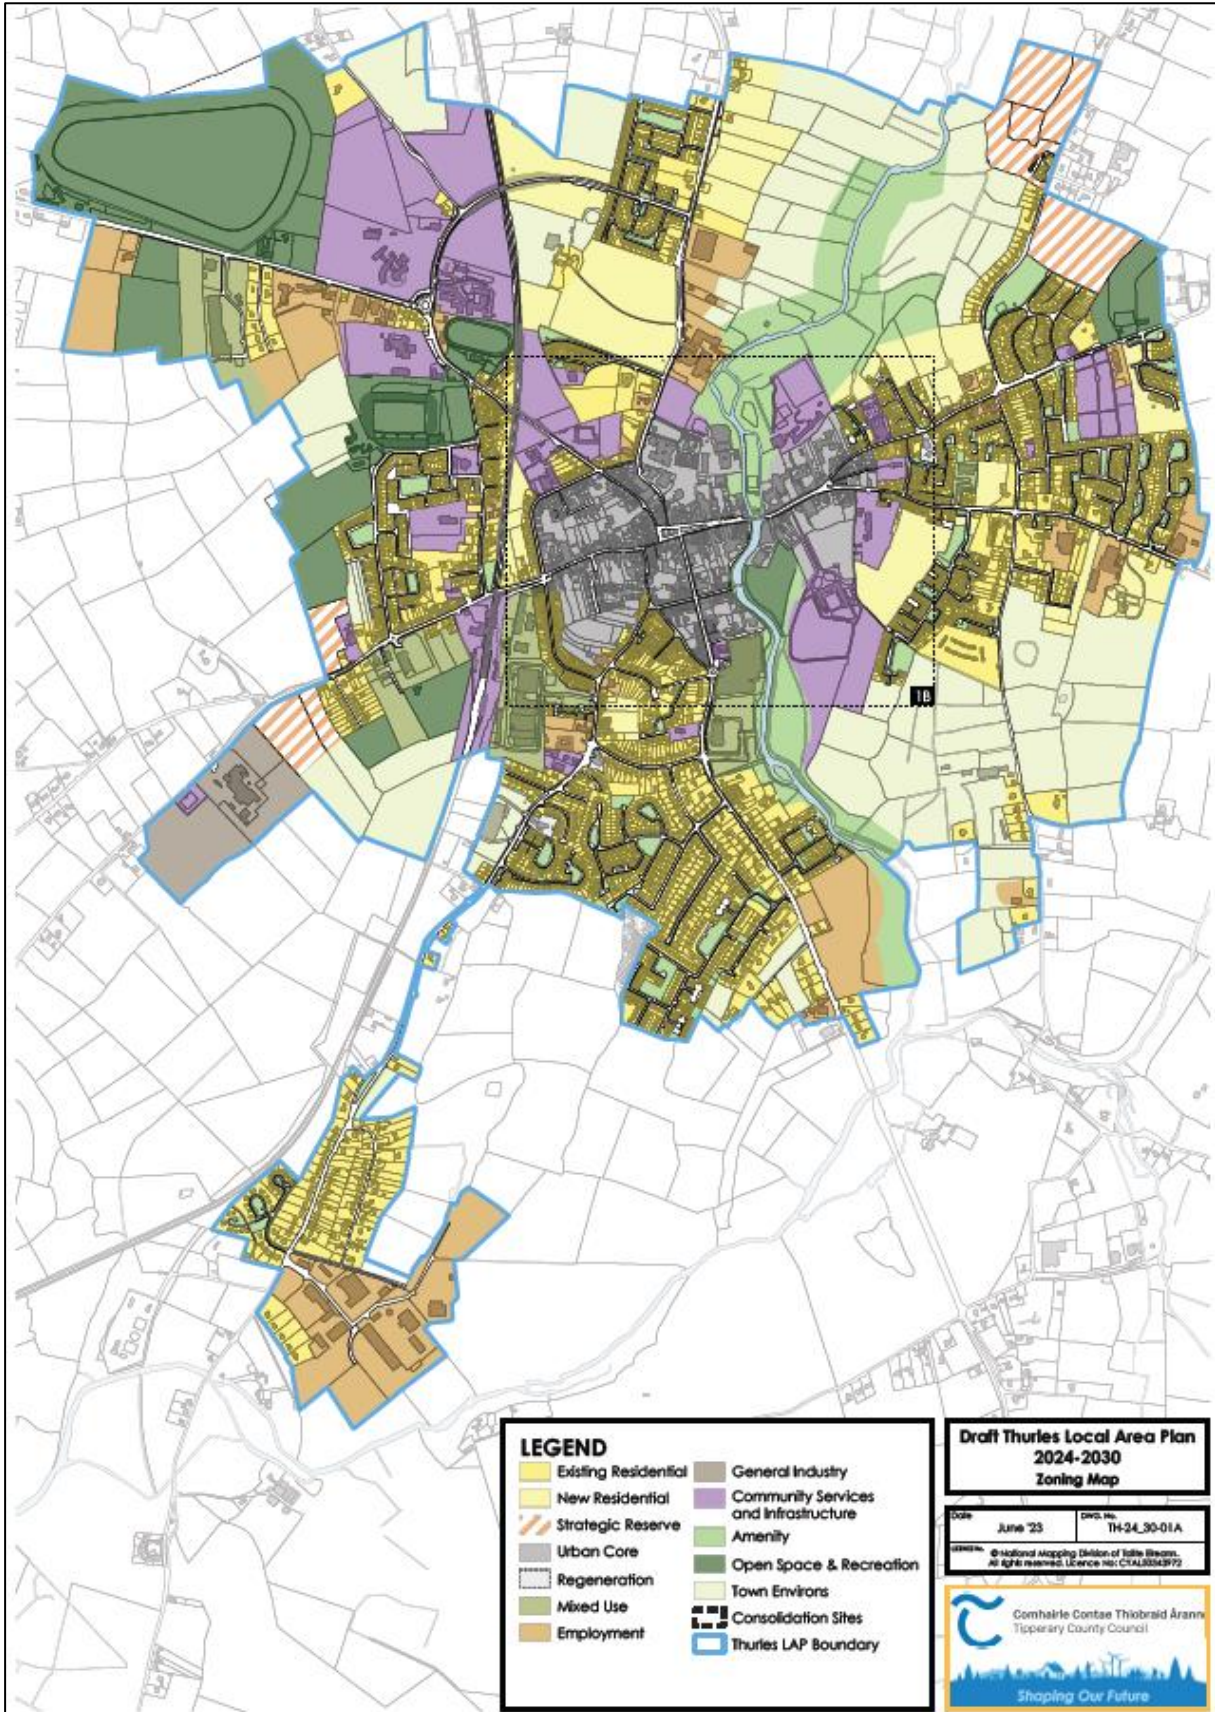 1B
LEGEND
Existing Residential
New Residential
Strategic Reserve
Urban Core
Regeneration
Mixed Use
Employment
General Industry
Community Services
and Infrastructure
Amenity
Open Space & Recreation
Town Environs
Consolidation Sites
Thurles LAP Boundary
Draft Thurles Local Area Plan
2024-2030
Zoning Map
Date
June '23
DWG. No.
TH-24_30-01A
© National Mapping Division of Tailte Éireann.
All rights reserved. Licence No:
Comhairle Contae Thiobraid Árann
Tipperary County Council
Shaping Our Future